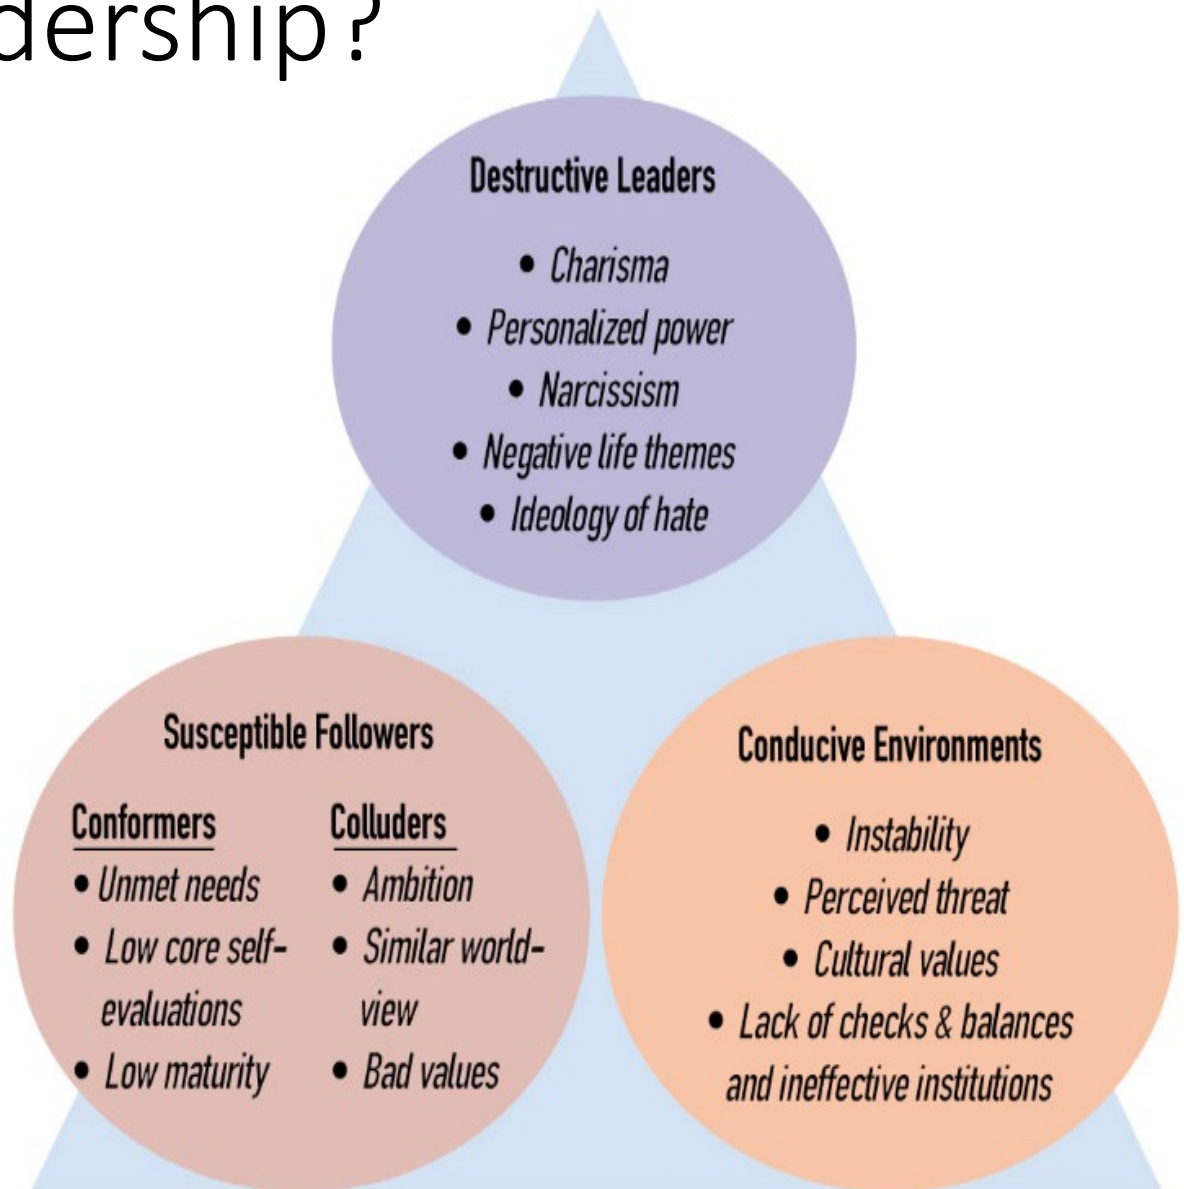 dership?
Destructive Leaders
• Charisma
• Personalized power
• Narcissism
• Negative life themes
• Ideology of hate
Susceptible Followers
Conformers
• Unmet needs
• Low core self-
evaluations
• Low maturity
Colluders
• Ambition
• Similar world-
view
• Bad values
Conducive Environments
• Instability
• Perceived threat
• Cultural values
• Lack of checks & balances
and ineffective institutions